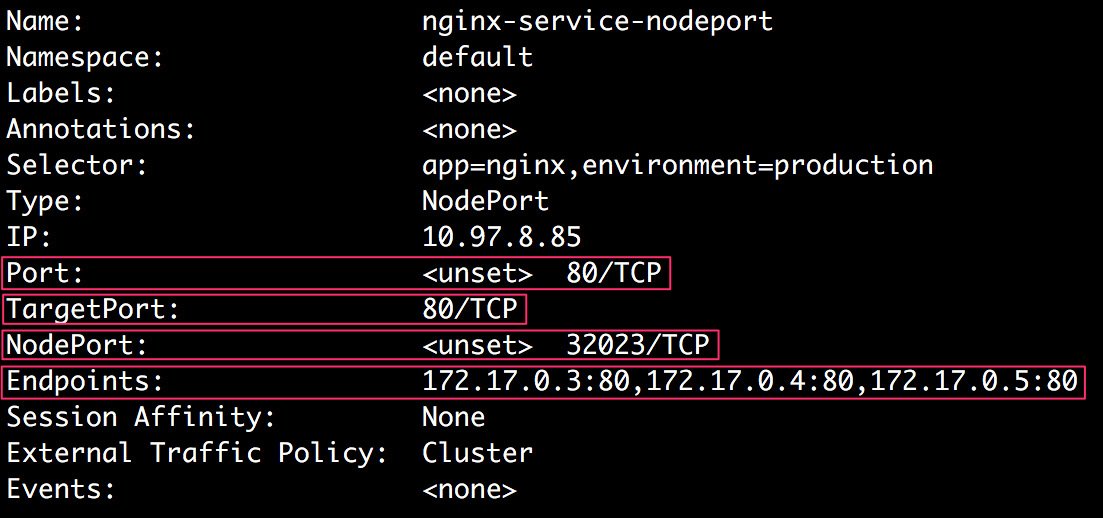 Name: nginx-service-nodeport
Namespace: default
Labels: <none>
Annotations: <none>
Selector: app=nginx,environment=production
Type: NodePort
IP: 10.97.8.85
Port: <unset> 80/TCP
TargetPort: 80/TCP
NodePort: <unset> 32023/TCP
Endpoints: 172.17.0.3:80,172.17.0.4:80,172.17.0.5:80
Session Affinity: None
External Traffic Policy: Cluster
Events: <none>